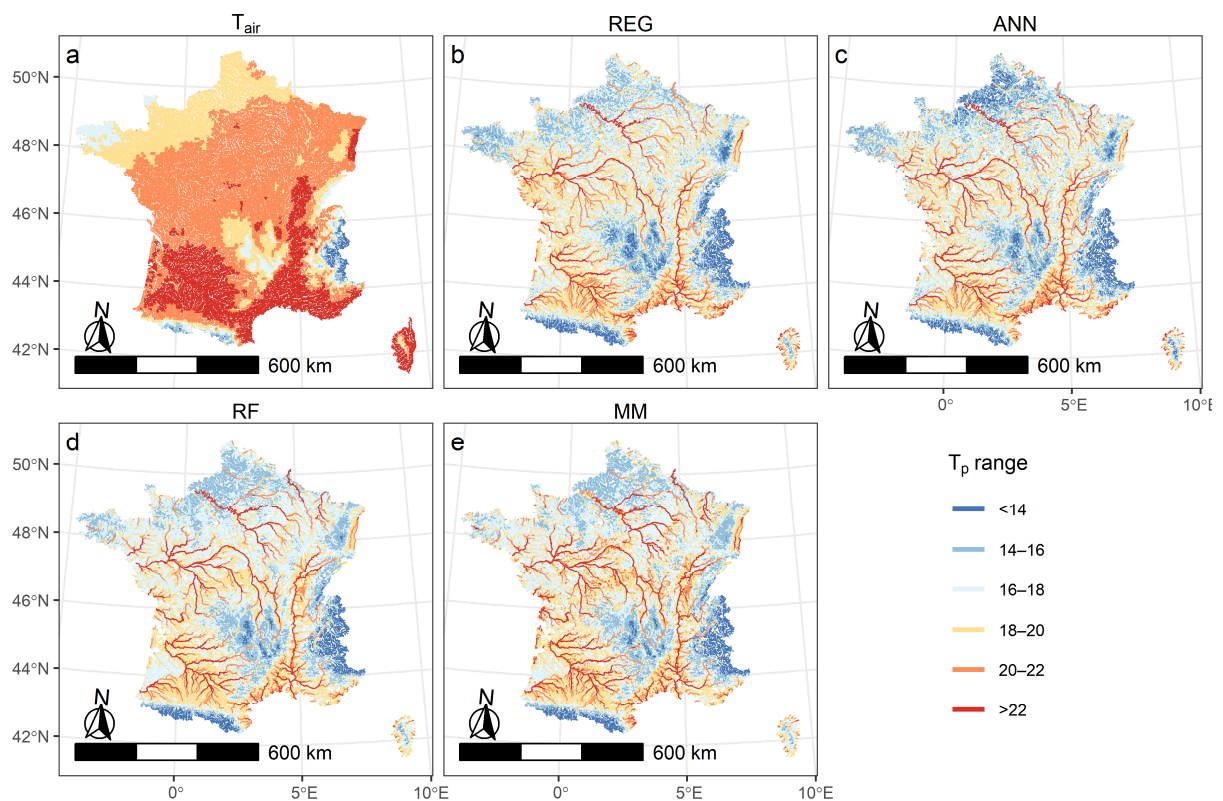 T_air REG ANN
a b c
50°N
48°N
46°N
44°N
42°N
N N N
600 km 600 km 600 km
0° 5°E 10°E
RF MM
d e
50°N
48°N
46°N
44°N
42°N
N N
600 km 600 km
0° 5°E 10°E 0° 5°E 10°E
T_p range
<14
14–16
16–18
18–20
20–22
>22